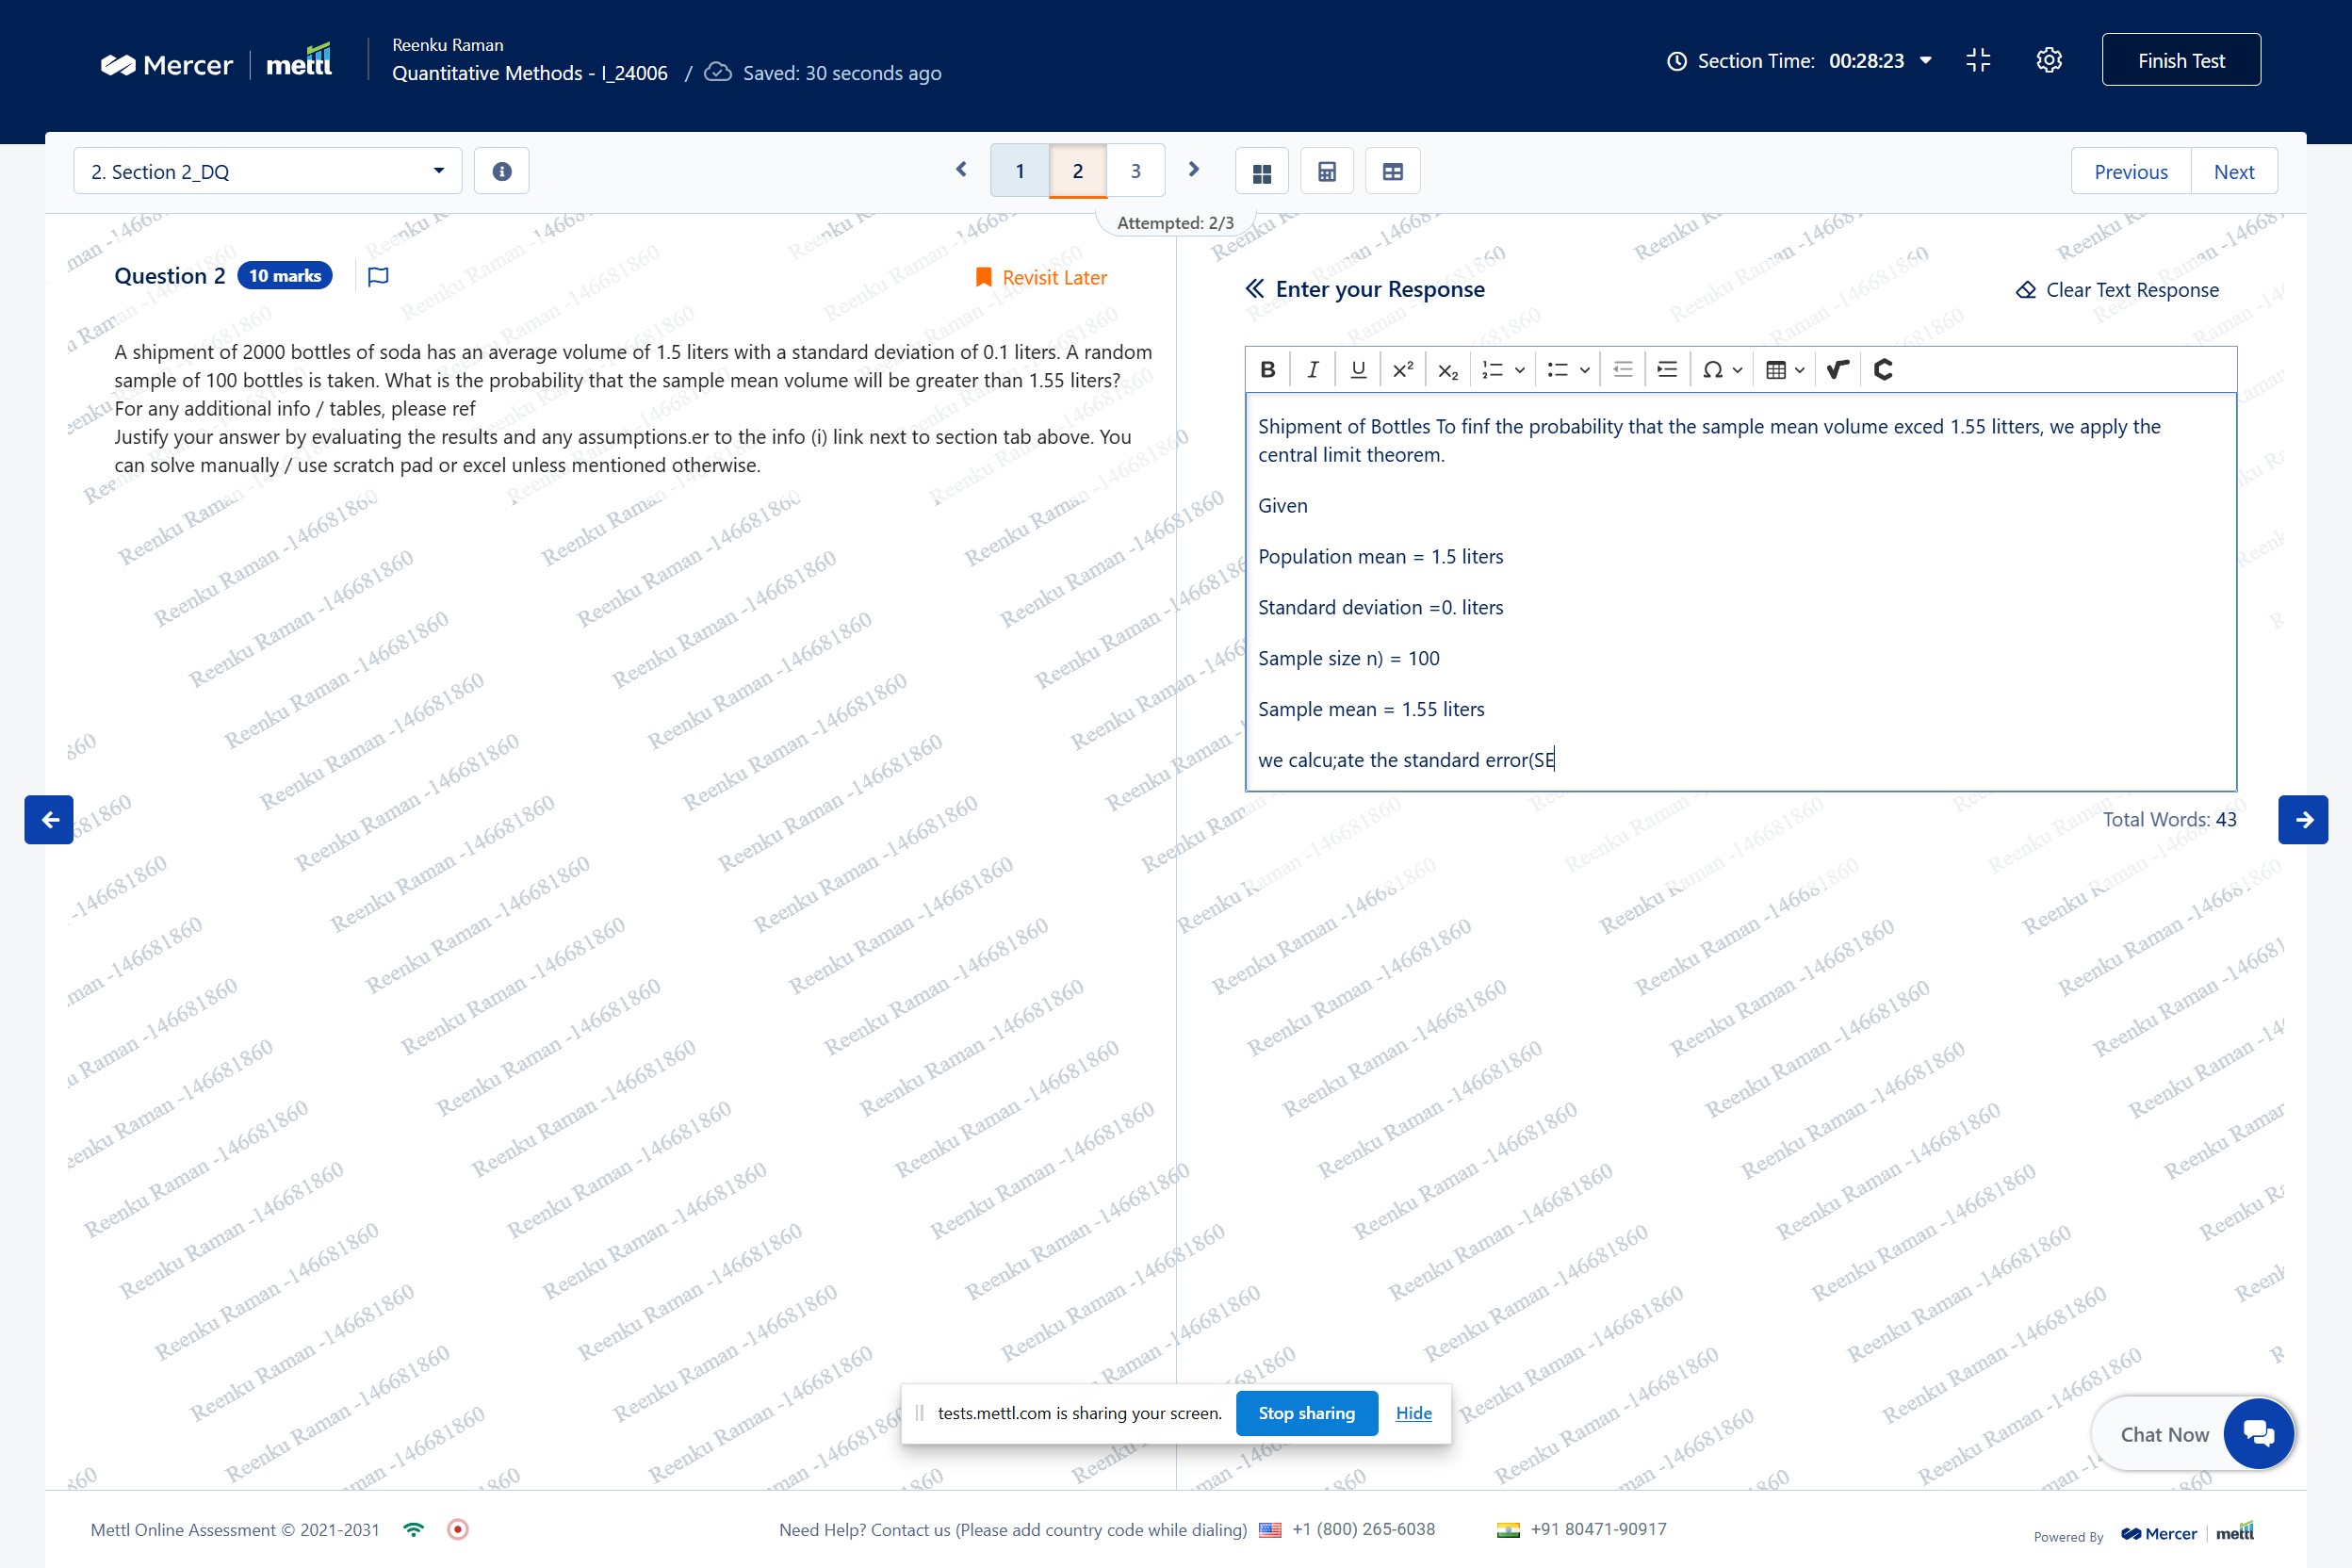 Mercer | mettl
Reenku Raman
Quantitative Methods - I_24006 / Saved: 30 seconds ago
Section Time: 00:28:23
Finish Test
2. Section 2_DQ
1 2 3
Previous Next
Attempted: 2/3
Question 2 10 marks
Revisit Later
A shipment of 2000 bottles of soda has an average volume of 1.5 liters with a standard deviation of 0.1 liters. A random
sample of 100 bottles is taken. What is the probability that the sample mean volume will be greater than 1.55 liters?
For any additional info / tables, please ref
Justify your answer by evaluating the results and any assumptions.er to the info (i) link next to section tab above. You
can solve manually / use scratch pad or excel unless mentioned otherwise.
Enter your Response
Clear Text Response
Shipment of Bottles To finf the probability that the sample mean volume exced 1.55 litters, we apply the
central limit theorem.
Given
Population mean = 1.5 liters
Standard deviation =0. liters
Sample size n) = 100
Sample mean = 1.55 liters
we calcu;ate the standard error(SE
Total Words: 43
Reenku Raman -146681860
tests.mettl.com is sharing your screen. Stop sharing Hide
Chat Now
Mettl Online Assessment © 2021-2031
Need Help? Contact us (Please add country code while dialing) +1 (800) 265-6038 +91 80471-90917
Powered By Mercer | mettl